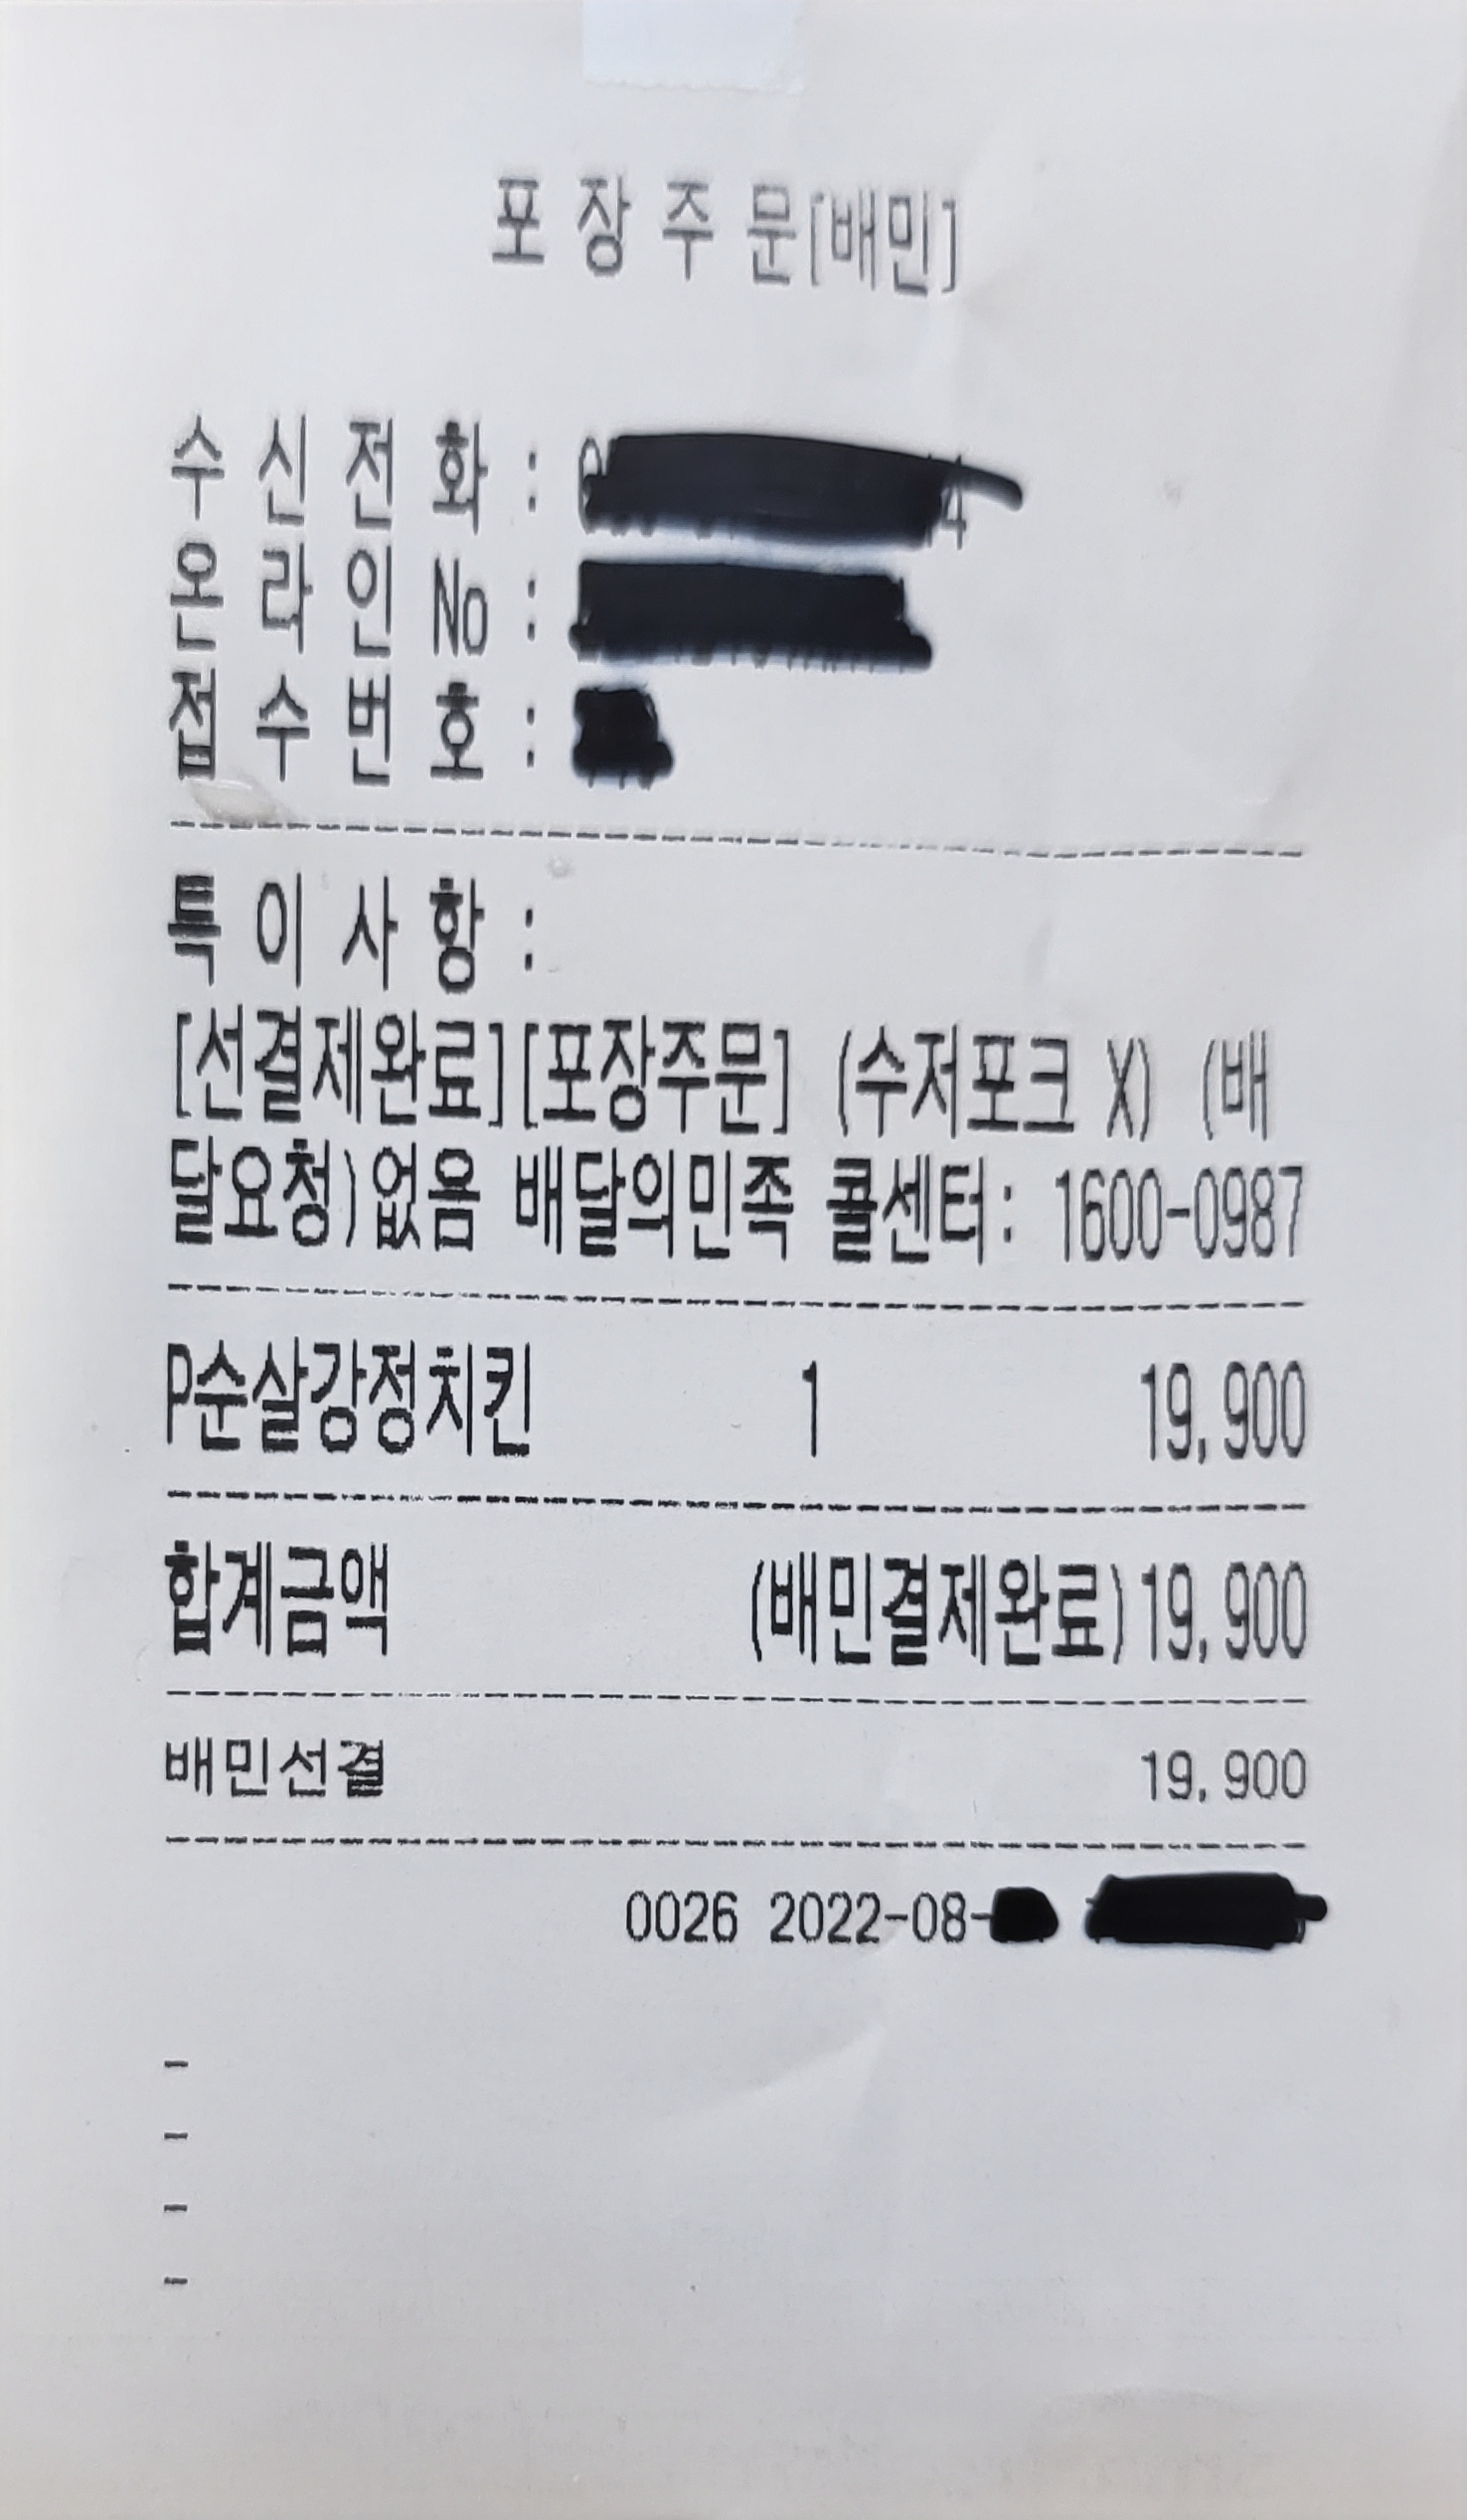 포 장 주 문[배민]
수 신 전 화 :
온 라 인 No :
접 수 번 호 :
특 이 사 항 :
[선결제완료][포장주문] (수저포크 X) (배
달요청)없음 배달의민족 콜센터: 1600-0987
P순살강정치킨 1 19,900
합계금액 (배민결제완료)19,900
배민선결 19,900
0026 2022-08-
-
-
-
-